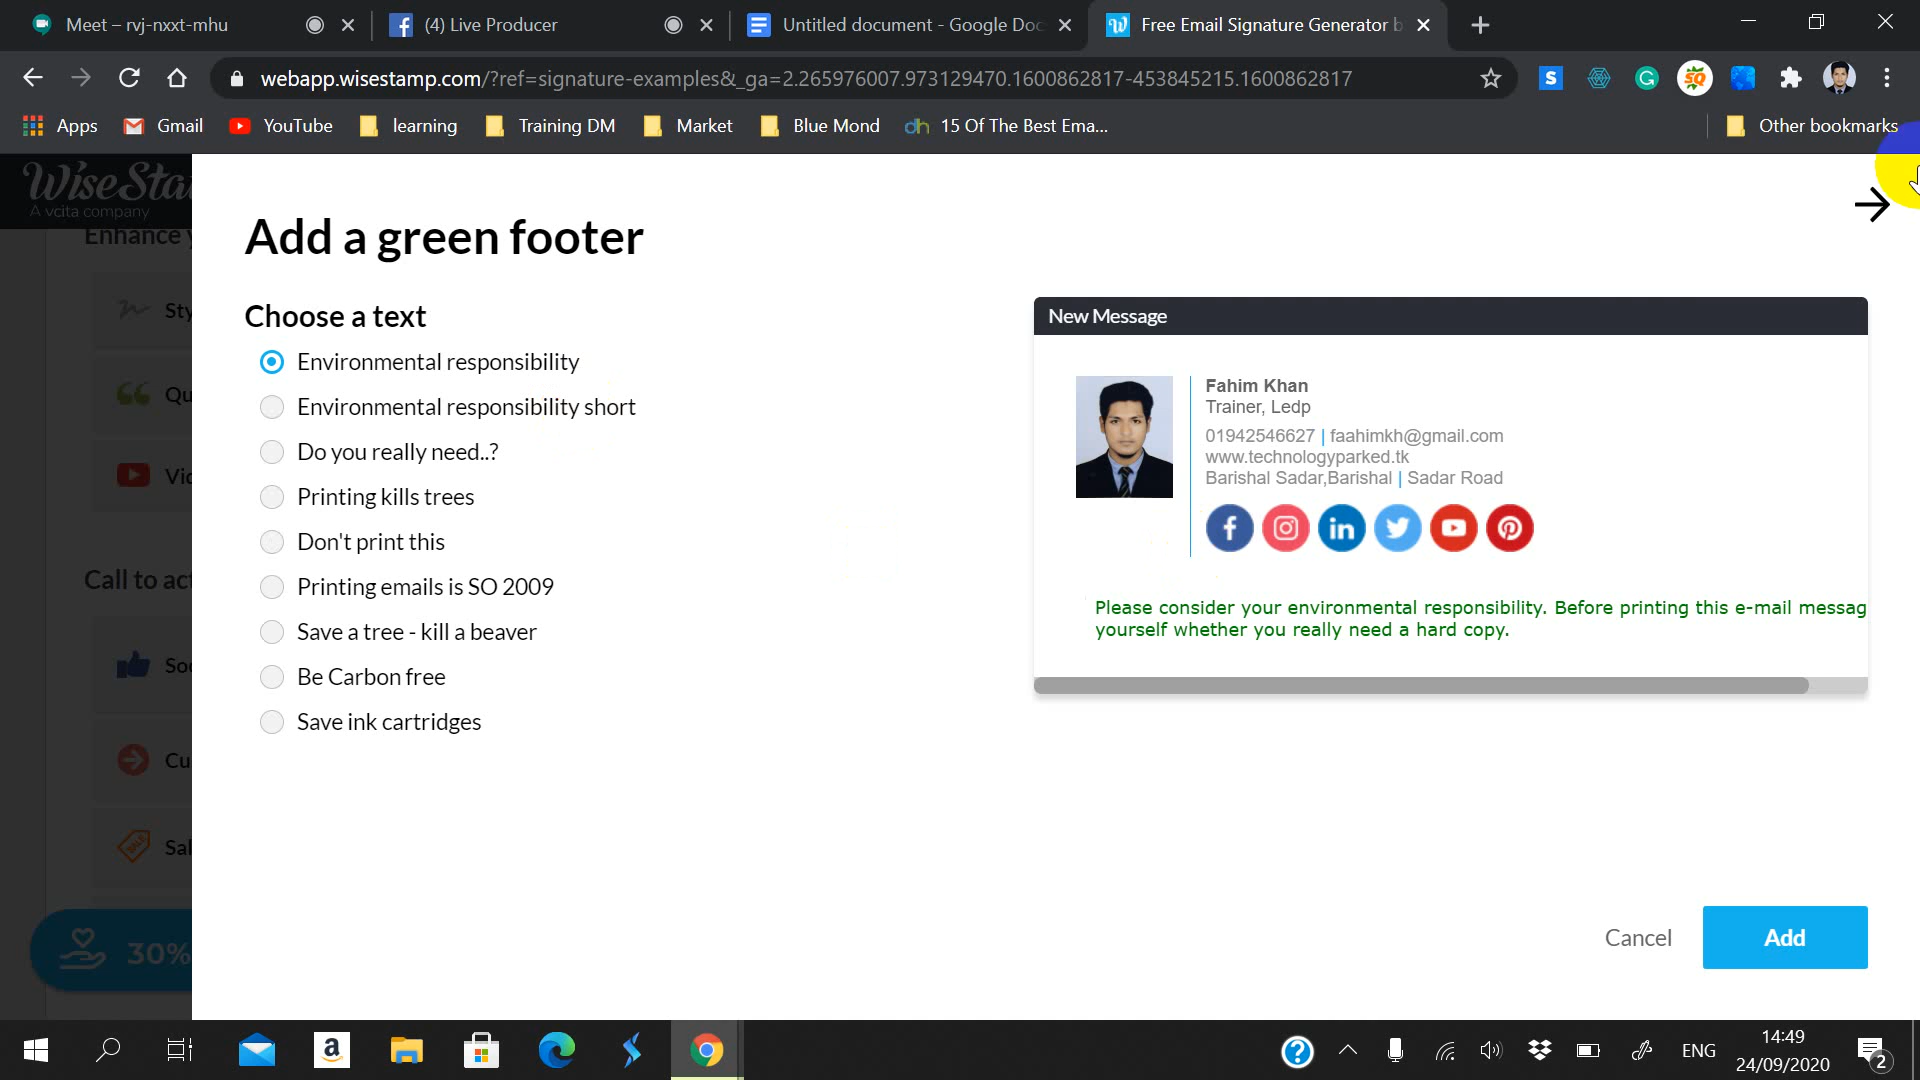 Meet – rvj-nxxt-mhu
(4) Live Producer
Untitled document - Google Doc
Free Email Signature Generator b
webapp.wisestamp.com/?ref=signature-examples&_ga=2.265976007.973129470.1600862817-453845215.1600862817
Apps
Gmail
YouTube
learning
Training DM
Market
Blue Mond
15 Of The Best Ema...
Other bookmarks
WiseSta
A vcita company
Enhance y
Sty
Qu
Vid
Call to act
Soc
Cu
Sal
30%
Add a green footer
Choose a text
Environmental responsibility
Environmental responsibility short
Do you really need..?
Printing kills trees
Don't print this
Printing emails is SO 2009
Save a tree - kill a beaver
Be Carbon free
Save ink cartridges
New Message
Fahim Khan
Trainer, Ledp
01942546627 | faahimkh@gmail.com
www.technologyparked.tk
Barishal Sadar,Barishal | Sadar Road
Please consider your environmental responsibility. Before printing this e-mail messag
yourself whether you really need a hard copy.
Cancel
Add
ENG
14:49
24/09/2020
2